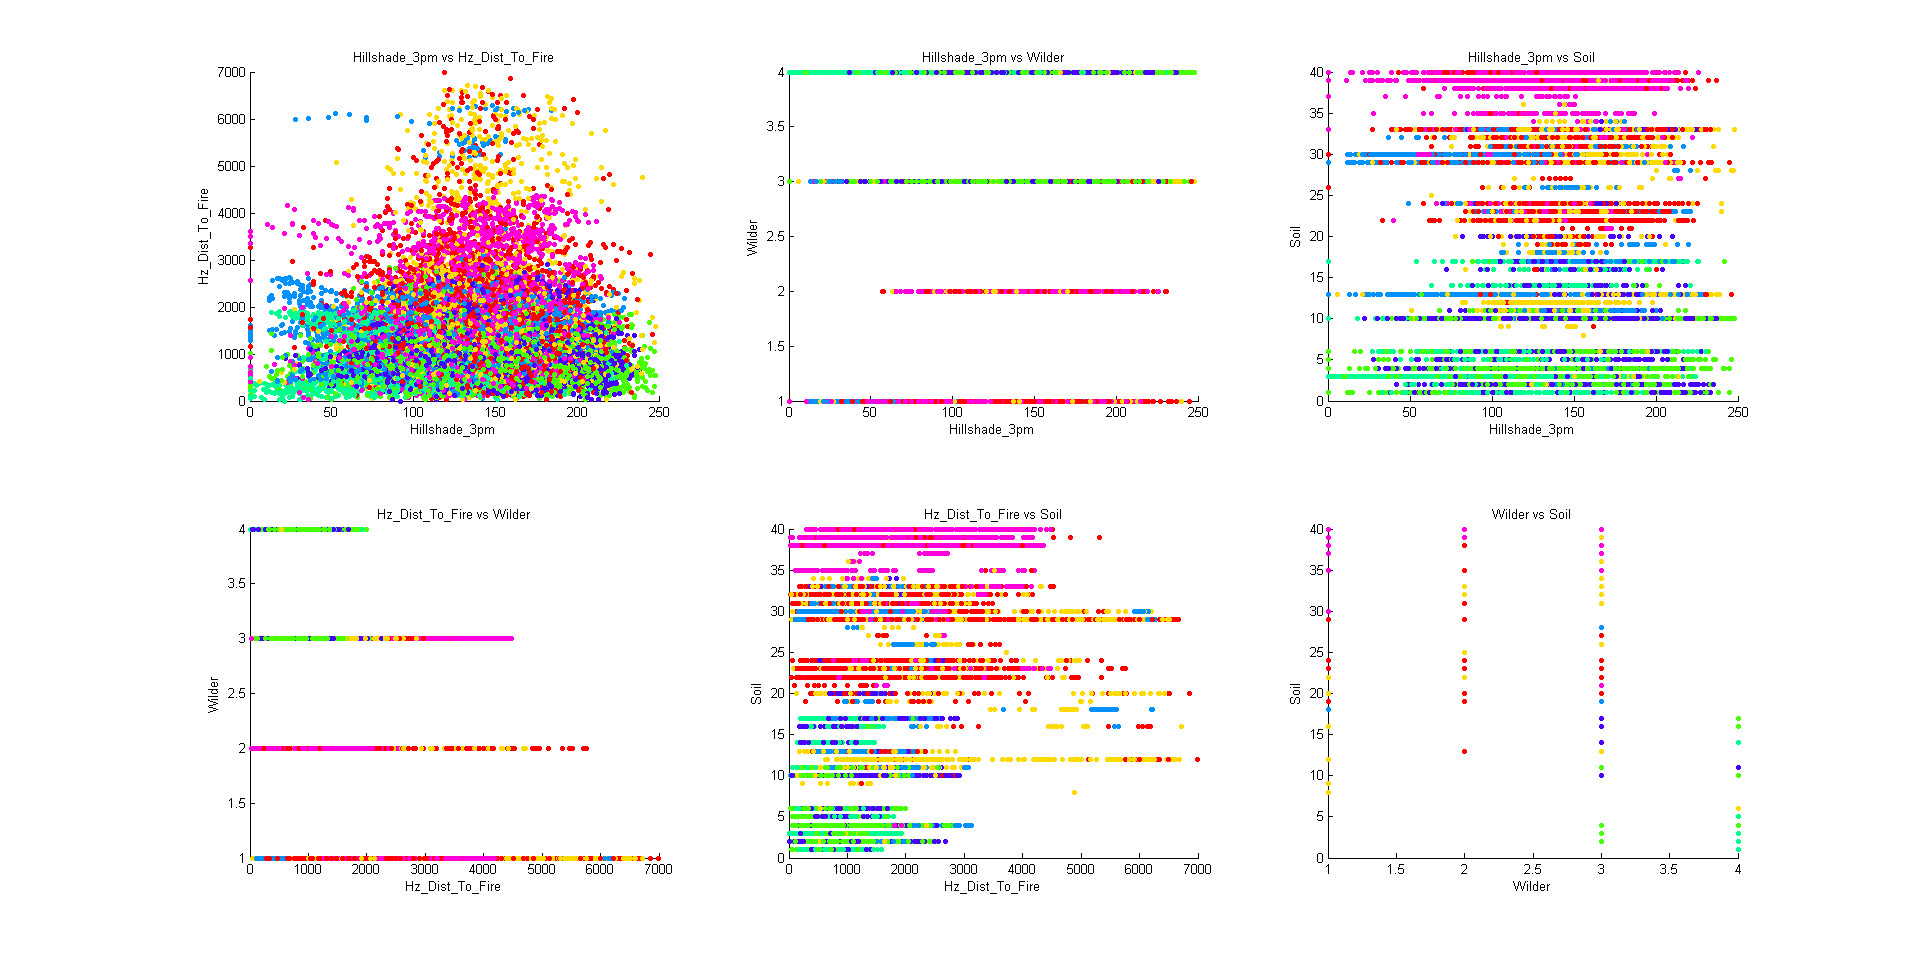 Hillshade_3pm vs Hz_Dist_To_Fire
7000
6000
5000
4000
3000
2000
1000
0
Hz_Dist_To_Fire
0 50 100 150 200 250
Hillshade_3pm
Hillshade_3pm vs Wilder
4
3.5
3
2.5
2
1.5
1
Wilder
0 50 100 150 200 250
Hillshade_3pm
Hillshade_3pm vs Soil
40
35
30
25
20
15
10
5
0
Soil
0 50 100 150 200 250
Hillshade_3pm
Hz_Dist_To_Fire vs Wilder
4
3.5
3
2.5
2
1.5
1
Wilder
0 1000 2000 3000 4000 5000 6000 7000
Hz_Dist_To_Fire
Hz_Dist_To_Fire vs Soil
40
35
30
25
20
15
10
5
0
Soil
0 1000 2000 3000 4000 5000 6000 7000
Hz_Dist_To_Fire
Wilder vs Soil
40
35
30
25
20
15
10
5
0
Soil
1 1.5 2 2.5 3 3.5 4
Wilder